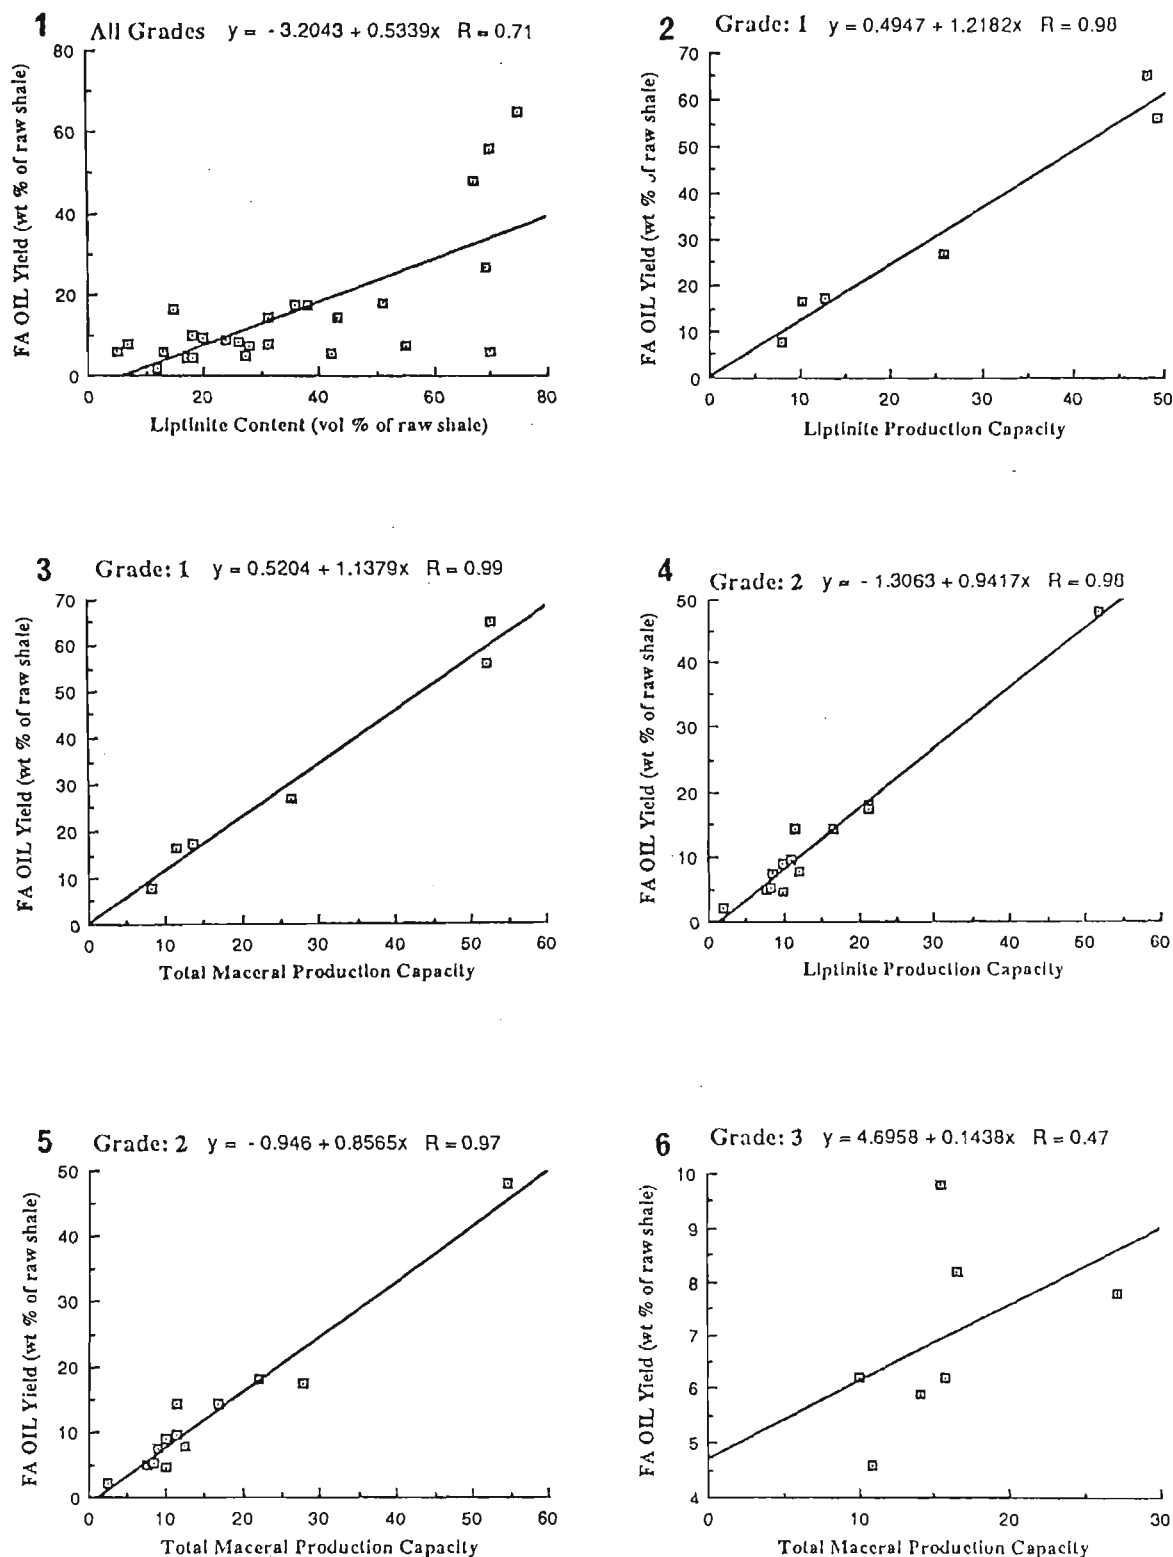 1 All Grades y = - 3.2043 + 0.5339x R = 0.71
80
60
40
20
0
FA OIL Yield (wt % of raw shale)
0 20 40 60 80
Liptinite Content (vol % of raw shale)
2 Grade: 1 y = 0.4947 + 1.2182x R = 0.98
70
60
50
40
30
20
10
0
FA OIL Yield (wt % of raw shale)
0 10 20 30 40 50
Liptinite Production Capacity
3 Grade: 1 y = 0.5204 + 1.1379x R = 0.99
70
60
50
40
30
20
10
0
FA OIL Yield (wt % of raw shale)
0 10 20 30 40 50 60
Total Maceral Production Capacity
4 Grade: 2 y = - 1.3063 + 0.9417x R = 0.98
50
40
30
20
10
0
FA OIL Yield (wt % of raw shale)
0 10 20 30 40 50 60
Liptinite Production Capacity
5 Grade: 2 y = - 0.946 + 0.8565x R = 0.97
50
40
30
20
10
0
FA OIL Yield (wt % of raw shale)
0 10 20 30 40 50 60
Total Maceral Production Capacity
6 Grade: 3 y = 4.6958 + 0.1438x R = 0.47
10
9
8
7
6
5
4
FA OIL Yield (wt % of raw shale)
0 10 20 30
Total Maceral Production Capacity